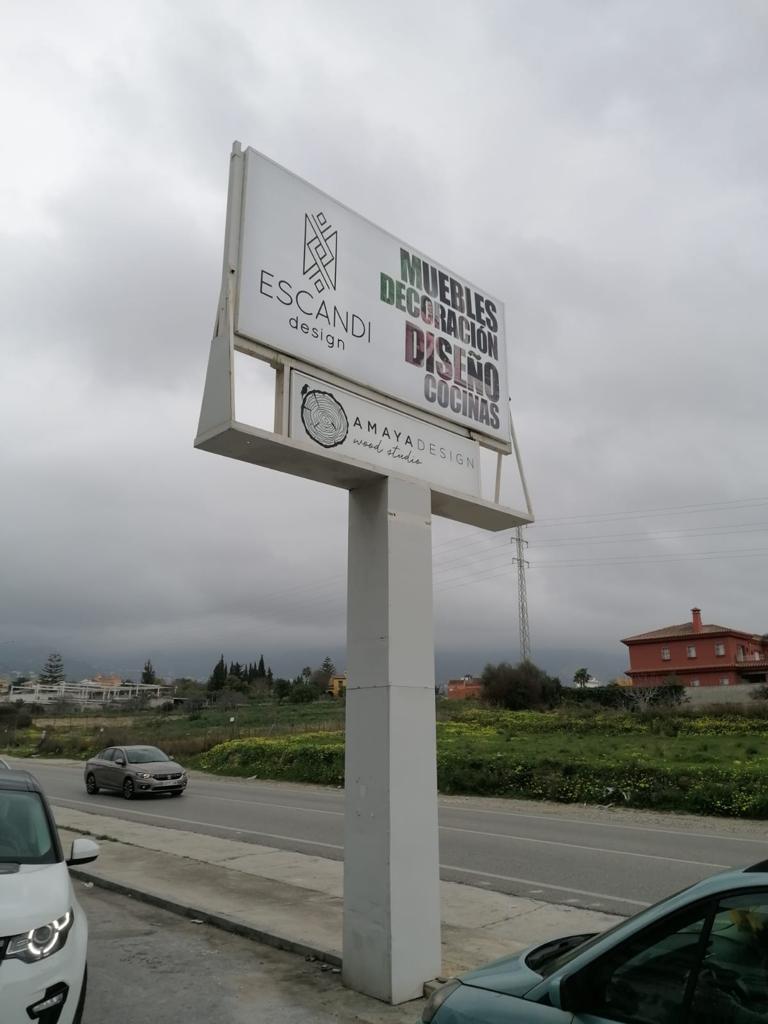 ESCANDI
design
MUEBLES
DECORACIÓN
DISEÑO
COCINAS
AMAYADESIGN
wood studio